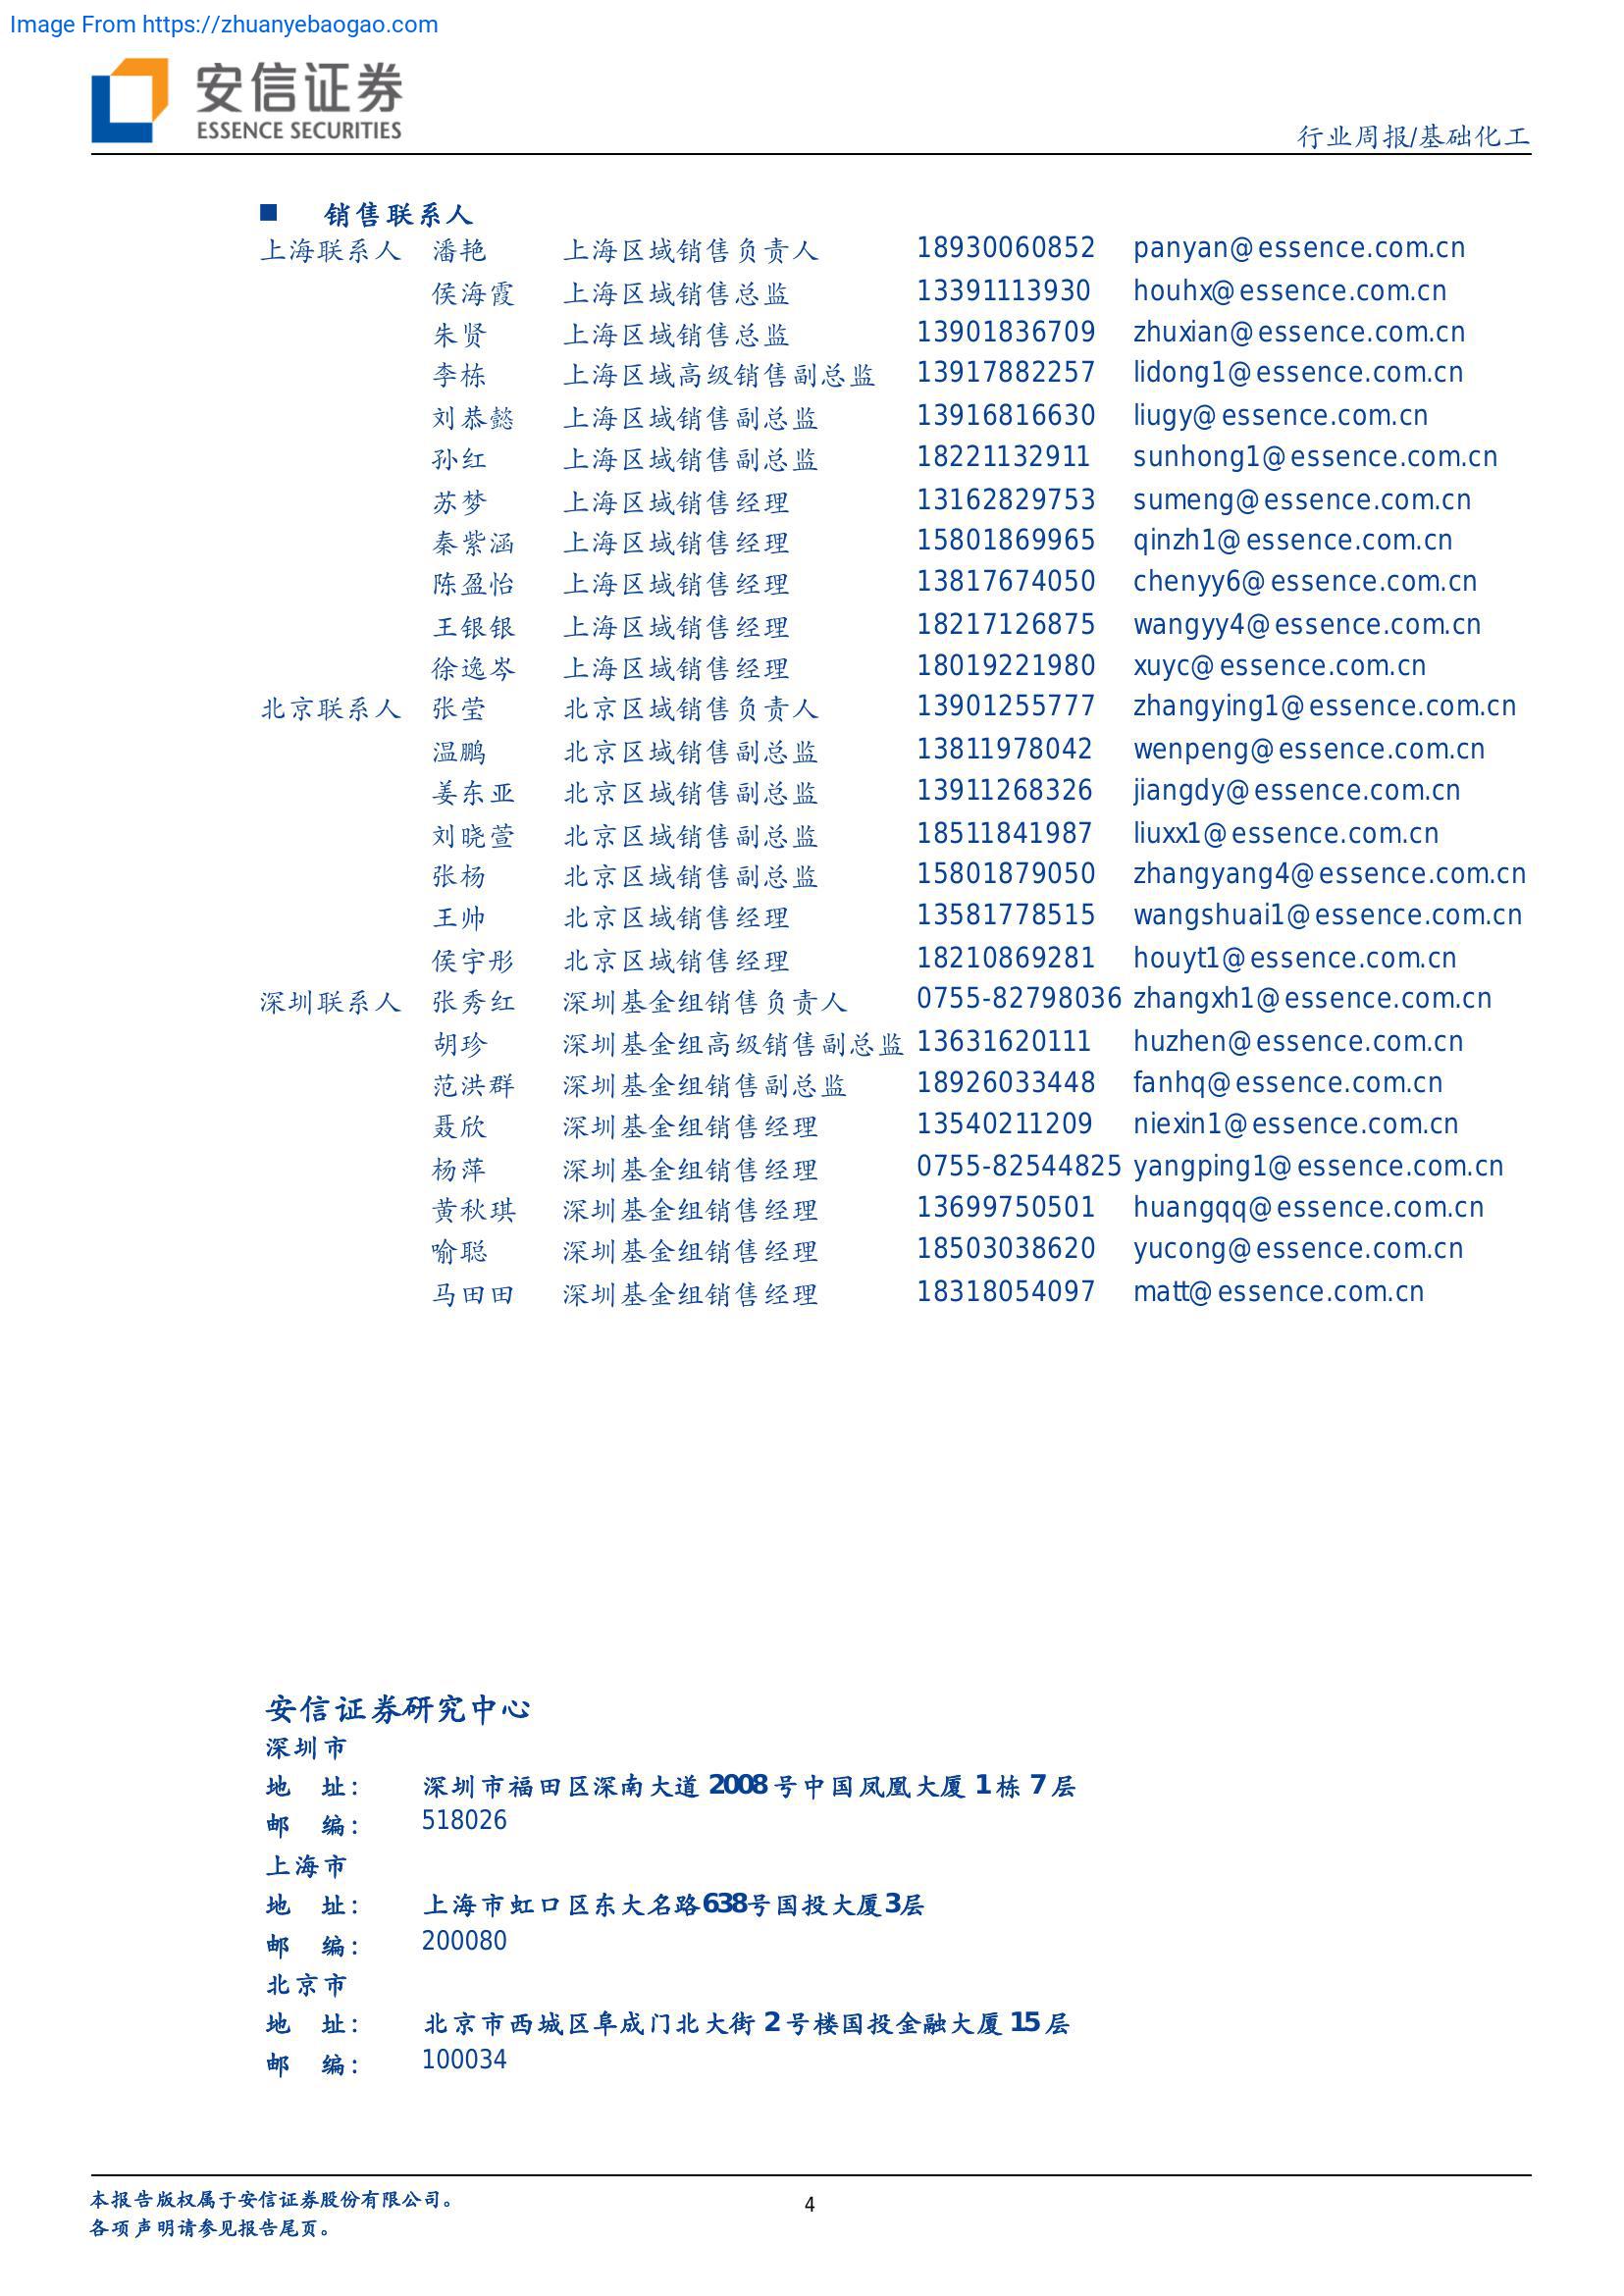 Image From https://zhuanyebaogao.com
安信证券
ESSENCE SECURITIES
行业周报/基础化工
■ 销售联系人
上海联系人 潘艳 上海区域销售负责人 18930060852 panyan@essence.com.cn
侯海霞 上海区域销售总监 13391113930 houhx@essence.com.cn
朱贤 上海区域销售总监 13901836709 zhuxian@essence.com.cn
李栋 上海区域高级销售副总监 13917882257 lidong1@essence.com.cn
刘恭懿 上海区域销售副总监 13916816630 liugy@essence.com.cn
孙红 上海区域销售副总监 18221132911 sunhong1@essence.com.cn
苏梦 上海区域销售经理 13162829753 sumeng@essence.com.cn
秦紫涵 上海区域销售经理 15801869965 qinzh1@essence.com.cn
陈盈怡 上海区域销售经理 13817674050 chenyy6@essence.com.cn
王银银 上海区域销售经理 18217126875 wangyy4@essence.com.cn
徐逸岑 上海区域销售经理 18019221980 xuyc@essence.com.cn
北京联系人 张莹 北京区域销售负责人 13901255777 zhangying1@essence.com.cn
温鹏 北京区域销售副总监 13811978042 wenpeng@essence.com.cn
姜东亚 北京区域销售副总监 13911268326 jiangdy@essence.com.cn
刘晓萱 北京区域销售副总监 18511841987 liuxx1@essence.com.cn
张杨 北京区域销售副总监 15801879050 zhangyang4@essence.com.cn
王帅 北京区域销售经理 13581778515 wangshuai1@essence.com.cn
侯宇彤 北京区域销售经理 18210869281 houyt1@essence.com.cn
深圳联系人 张秀红 深圳基金组销售负责人 0755-82798036 zhangxh1@essence.com.cn
胡珍 深圳基金组高级销售副总监 13631620111 huzhen@essence.com.cn
范洪群 深圳基金组销售副总监 18926033448 fanhq@essence.com.cn
聂欣 深圳基金组销售经理 13540211209 niexin1@essence.com.cn
杨萍 深圳基金组销售经理 0755-82544825 yangping1@essence.com.cn
黄秋琪 深圳基金组销售经理 13699750501 huangqq@essence.com.cn
喻聪 深圳基金组销售经理 18503038620 yucong@essence.com.cn
马田田 深圳基金组销售经理 18318054097 matt@essence.com.cn
安信证券研究中心
深圳市
地 址： 深圳市福田区深南大道 2008 号中国凤凰大厦 1 栋 7 层
邮 编： 518026
上海市
地 址： 上海市虹口区东大名路638号国投大厦3层
邮 编： 200080
北京市
地 址： 北京市西城区阜成门北大街 2 号楼国投金融大厦 15 层
邮 编： 100034
本报告版权属于安信证券股份有限公司。
4
各项声明请参见报告尾页。